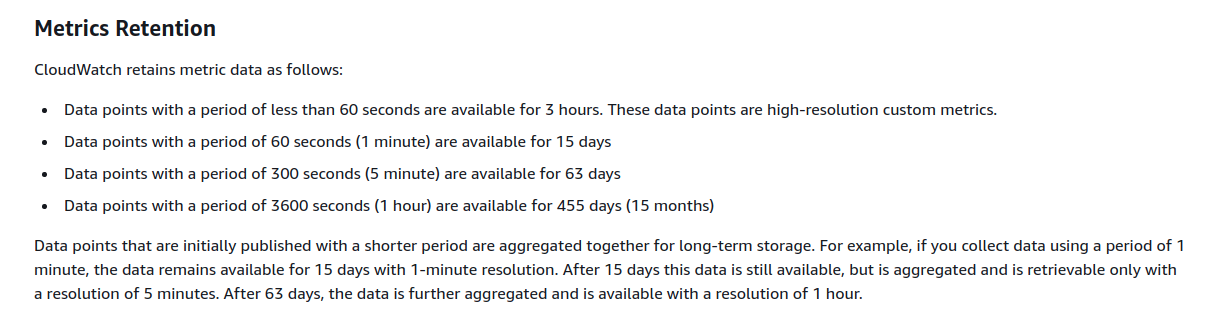 Metrics Retention
CloudWatch retains metric data as follows:
• Data points with a period of less than 60 seconds are available for 3 hours. These data points are high-resolution custom metrics.
• Data points with a period of 60 seconds (1 minute) are available for 15 days
• Data points with a period of 300 seconds (5 minute) are available for 63 days
• Data points with a period of 3600 seconds (1 hour) are available for 455 days (15 months)
Data points that are initially published with a shorter period are aggregated together for long-term storage. For example, if you collect data using a period of 1
minute, the data remains available for 15 days with 1-minute resolution. After 15 days this data is still available, but is aggregated and is retrievable only with
a resolution of 5 minutes. After 63 days, the data is further aggregated and is available with a resolution of 1 hour.